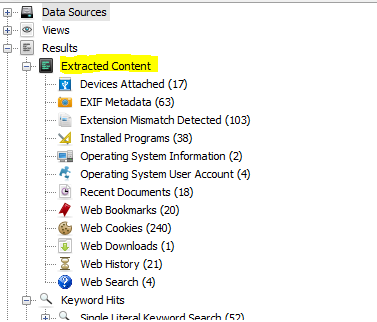 Data Sources
Views
Results
Extracted Content
Devices Attached (17)
EXIF Metadata (63)
Extension Mismatch Detected (103)
Installed Programs (38)
Operating System Information (2)
Operating System User Account (4)
Recent Documents (18)
Web Bookmarks (20)
Web Cookies (240)
Web Downloads (1)
Web History (21)
Web Search (4)
Keyword Hits
Single Literal Keyword Search (52)